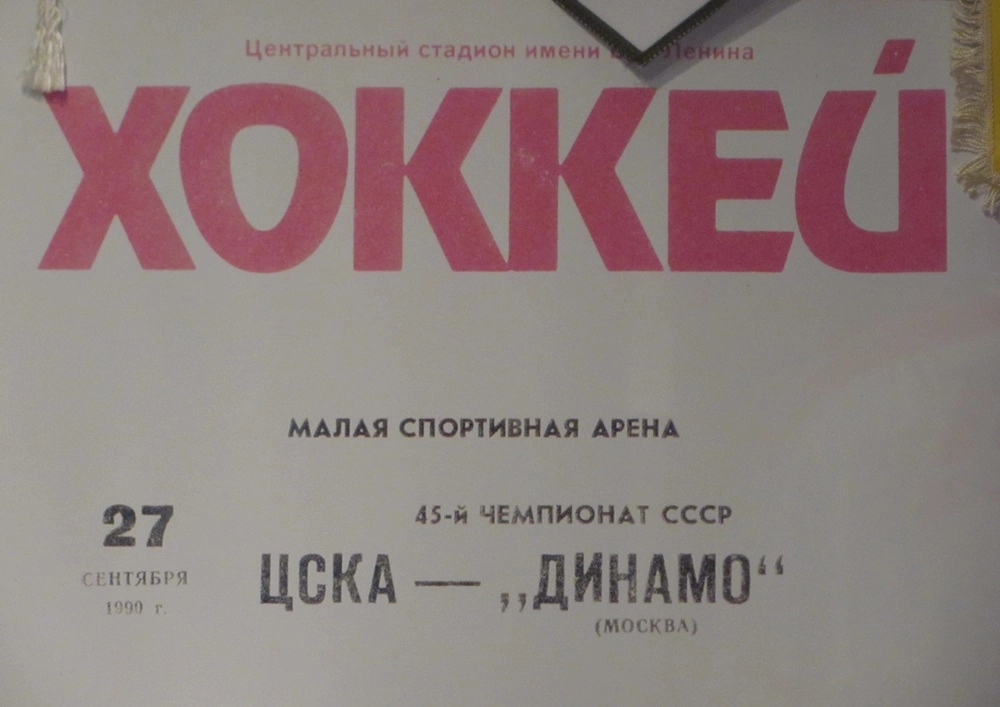 Центральный стадион имени Ленина
ХОККЕЙ
МАЛАЯ СПОРТИВНАЯ АРЕНА
27
СЕНТЯБРЯ
1990 г.
45-й ЧЕМПИОНАТ СССР
ЦСКА — „ДИНАМО“
(МОСКВА)